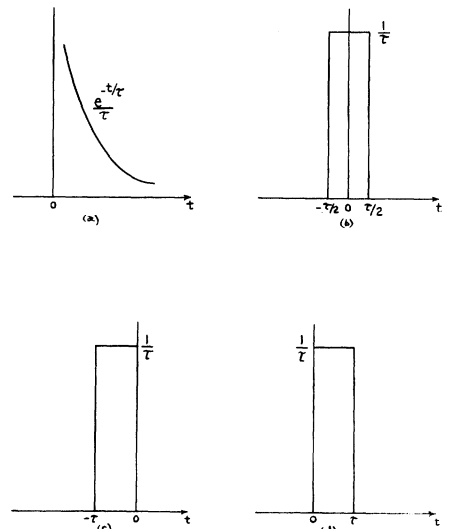 e^{-t/τ}/τ
0
t
(a)
1/τ
-τ/2 0 τ/2
t
(b)
1/τ
-τ 0
t
(c)
1/τ
0 τ
t
(d)